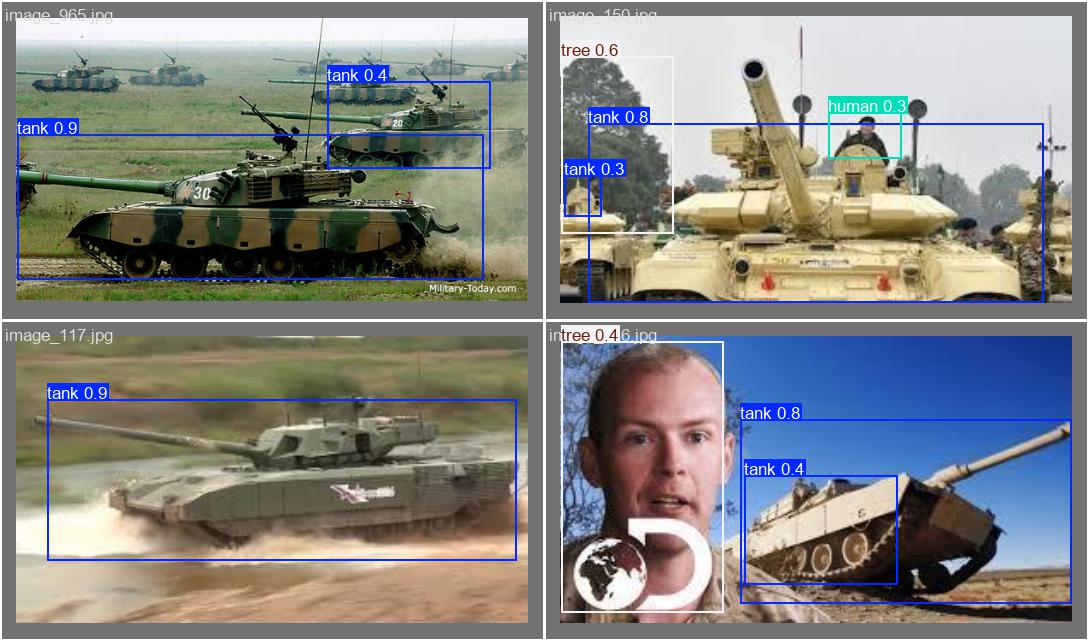 image_965.jpg
tank 0.4
tank 0.9
20
30
Military-Today.com
image_150.jpg
tree 0.6
human 0.3
tank 0.8
tank 0.3
image_117.jpg
tank 0.9
tree 0.4
6.jpg
tank 0.8
tank 0.4